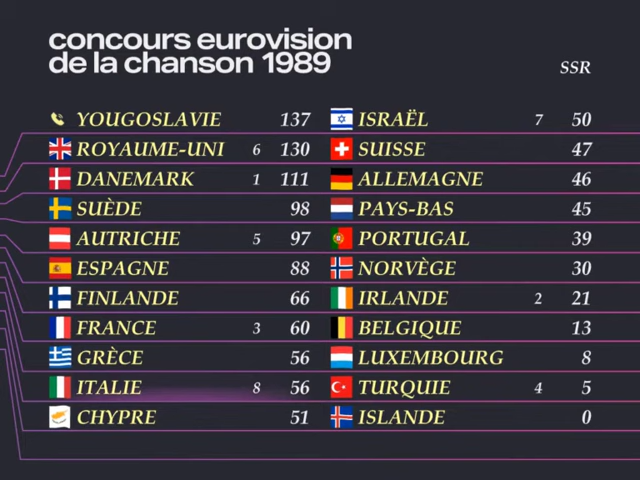 concours eurovision
de la chanson 1989
SSR
YOUGOSLAVIE 137
ROYAUME-UNI 6 130
DANEMARK 1 111
SUÈDE 98
AUTRICHE 5 97
ESPAGNE 88
FINLANDE 66
FRANCE 3 60
GRÈCE 56
ITALIE 8 56
CHYPRE 51
ISRAËL 7 50
SUISSE 47
ALLEMAGNE 46
PAYS-BAS 45
PORTUGAL 39
NORVÈGE 30
IRLANDE 2 21
BELGIQUE 13
LUXEMBOURG 8
TURQUIE 4 5
ISLANDE 0